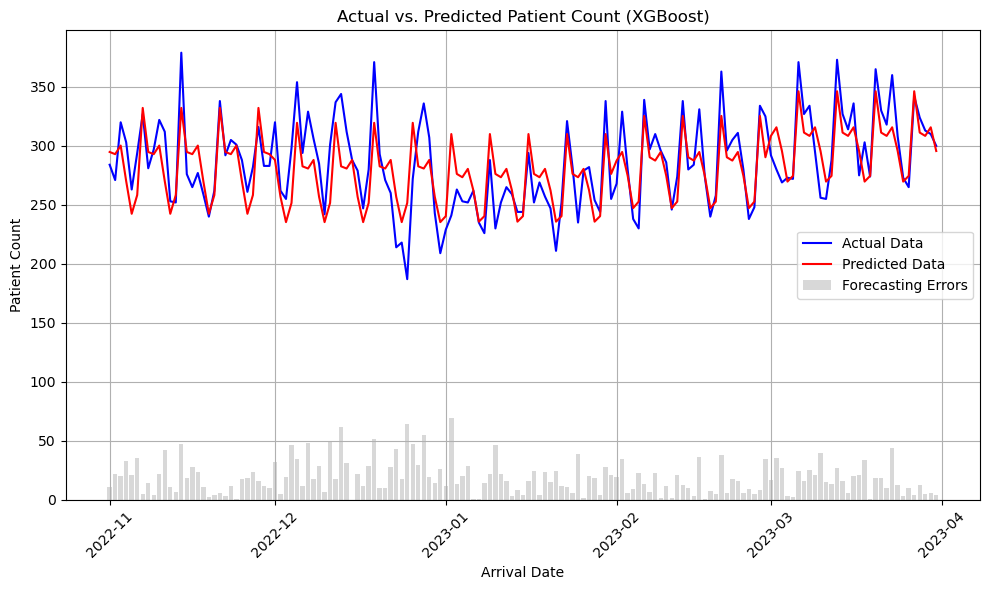 Actual vs. Predicted Patient Count (XGBoost)
Patient Count
350
300
250
200
150
100
50
0
Actual Data
Predicted Data
Forecasting Errors
2022-11
2022-12
2023-01
2023-02
2023-03
2023-04
Arrival Date